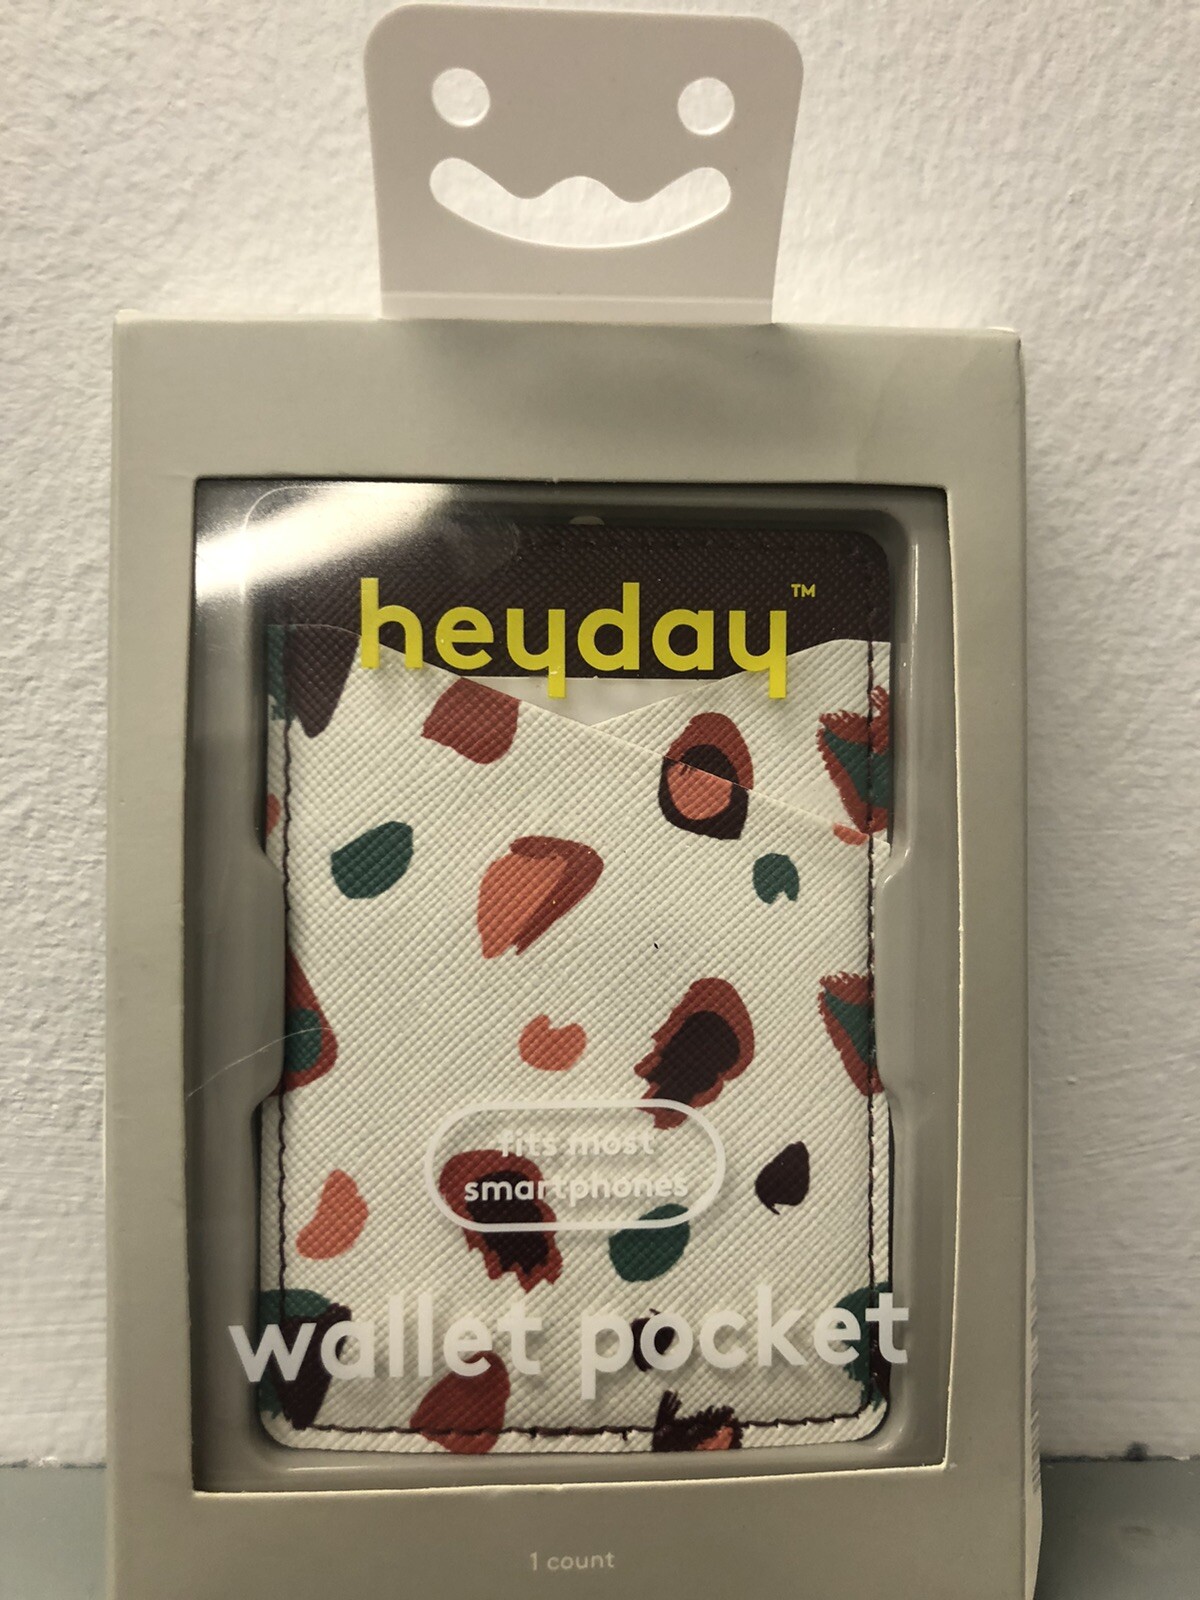 heyday™
fits most
smartphones
wallet pocket
1 count